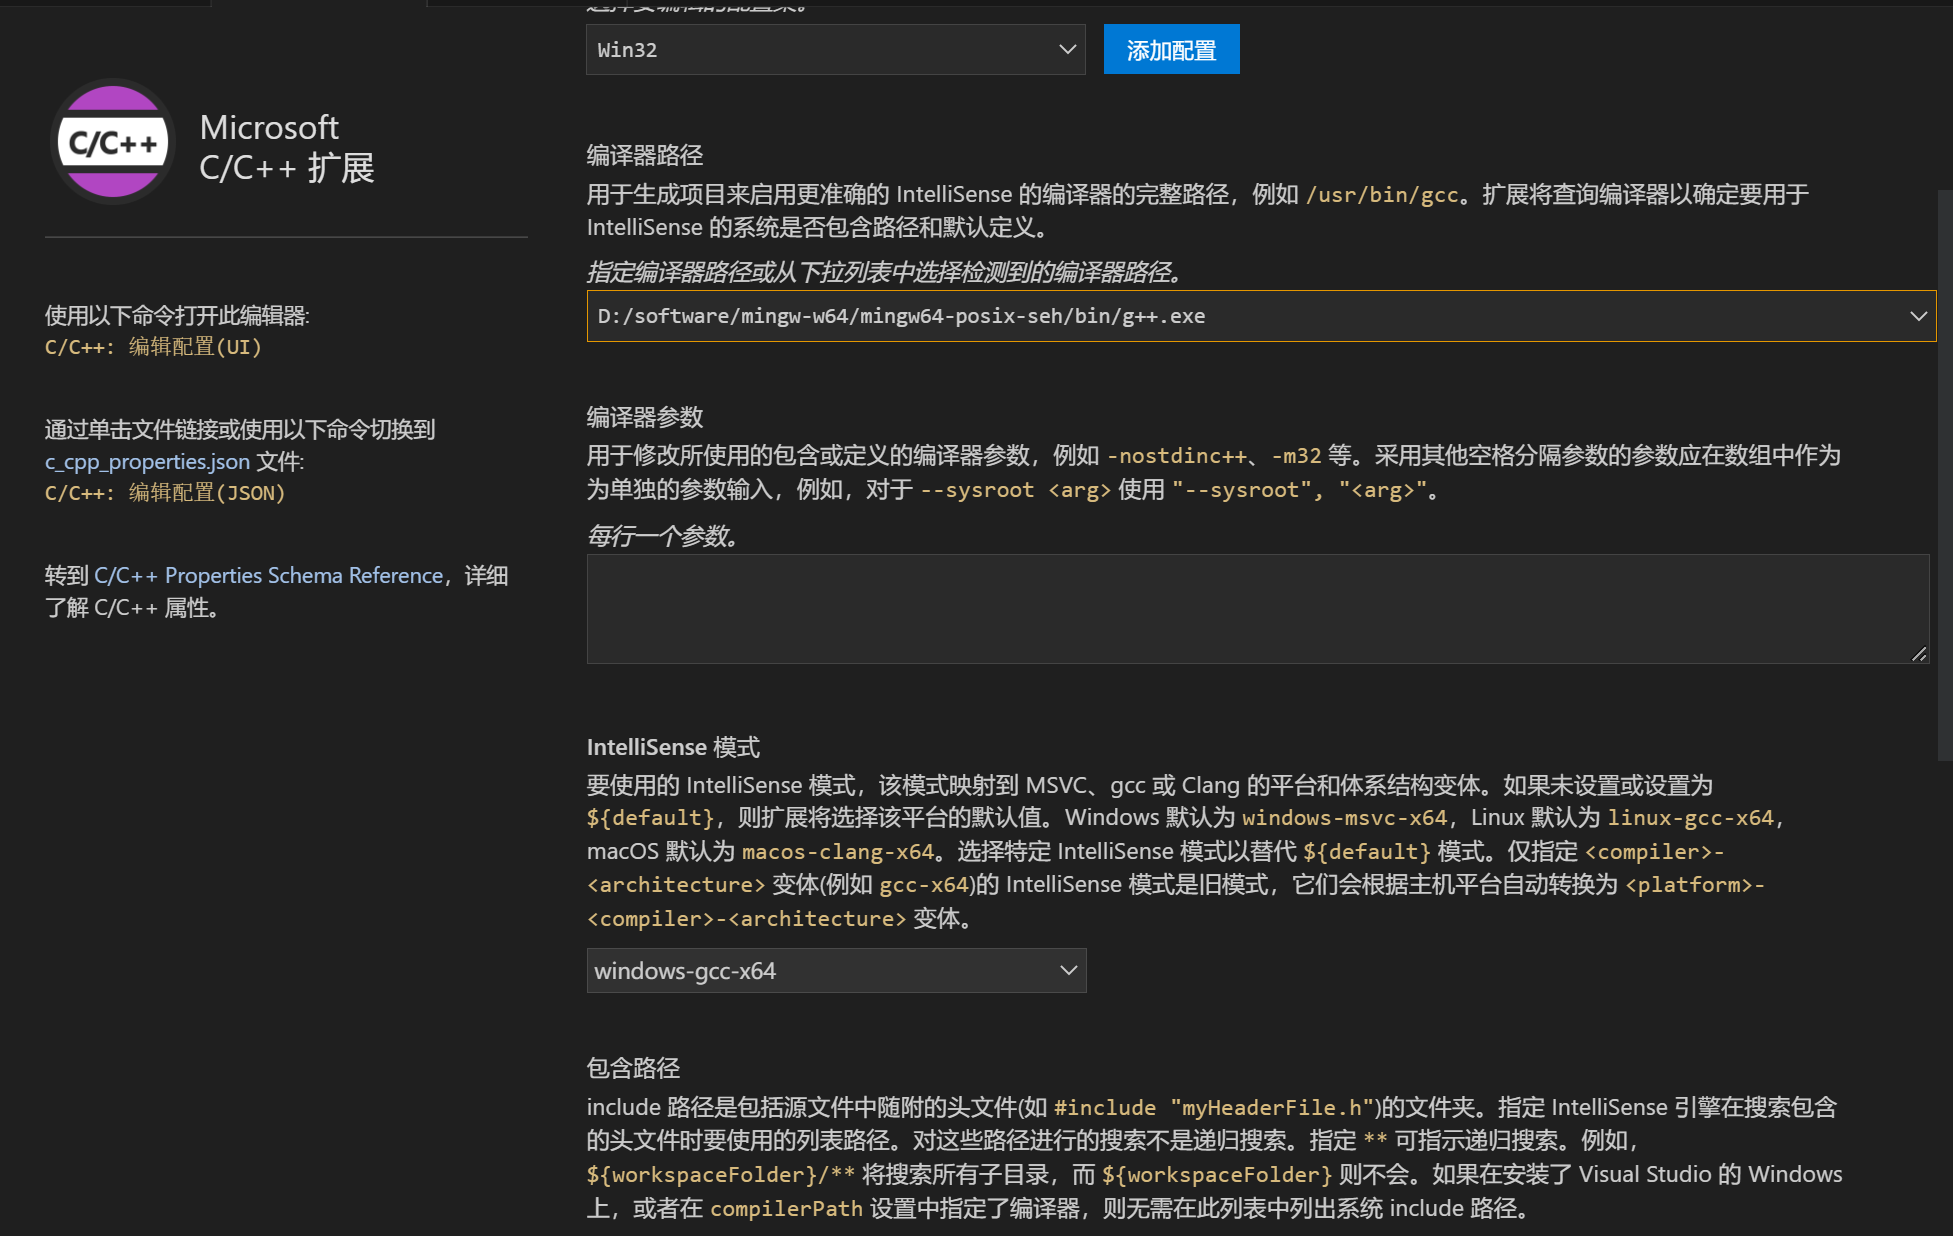 选择要编辑的配置集。
Win32
添加配置
C/C++
Microsoft
C/C++ 扩展
使用以下命令打开此编辑器:
C/C++: 编辑配置(UI)
通过单击文件链接或使用以下命令切换到
c_cpp_properties.json 文件:
C/C++: 编辑配置(JSON)
转到 C/C++ Properties Schema Reference，详细
了解 C/C++ 属性。
编译器路径
用于生成项目来启用更准确的 IntelliSense 的编译器的完整路径，例如 /usr/bin/gcc。扩展将查询编译器以确定要用于
IntelliSense 的系统是否包含路径和默认定义。
指定编译器路径或从下拉列表中选择检测到的编译器路径。
D:/software/mingw-w64/mingw64-posix-seh/bin/g++.exe
编译器参数
用于修改所使用的包含或定义的编译器参数，例如 -nostdinc++、-m32 等。采用其他空格分隔参数的参数应在数组中作为
为单独的参数输入，例如，对于 --sysroot <arg> 使用 "--sysroot", "<arg>"。
每行一个参数。
IntelliSense 模式
要使用的 IntelliSense 模式，该模式映射到 MSVC、gcc 或 Clang 的平台和体系结构变体。如果未设置或设置为
${default}，则扩展将选择该平台的默认值。Windows 默认为 windows-msvc-x64，Linux 默认为 linux-gcc-x64，
macOS 默认为 macos-clang-x64。选择特定 IntelliSense 模式以替代 ${default} 模式。仅指定 <compiler>-
<architecture> 变体(例如 gcc-x64)的 IntelliSense 模式是旧模式，它们会根据主机平台自动转换为 <platform>-
<compiler>-<architecture> 变体。
windows-gcc-x64
包含路径
include 路径是包括源文件中随附的头文件(如 #include "myHeaderFile.h")的文件夹。指定 IntelliSense 引擎在搜索包含
的头文件时要使用的列表路径。对这些路径进行的搜索不是递归搜索。指定 ** 可指示递归搜索。例如，
${workspaceFolder}/** 将搜索所有子目录，而 ${workspaceFolder} 则不会。如果在安装了 Visual Studio 的 Windows
上，或者在 compilerPath 设置中指定了编译器，则无需在此列表中列出系统 include 路径。